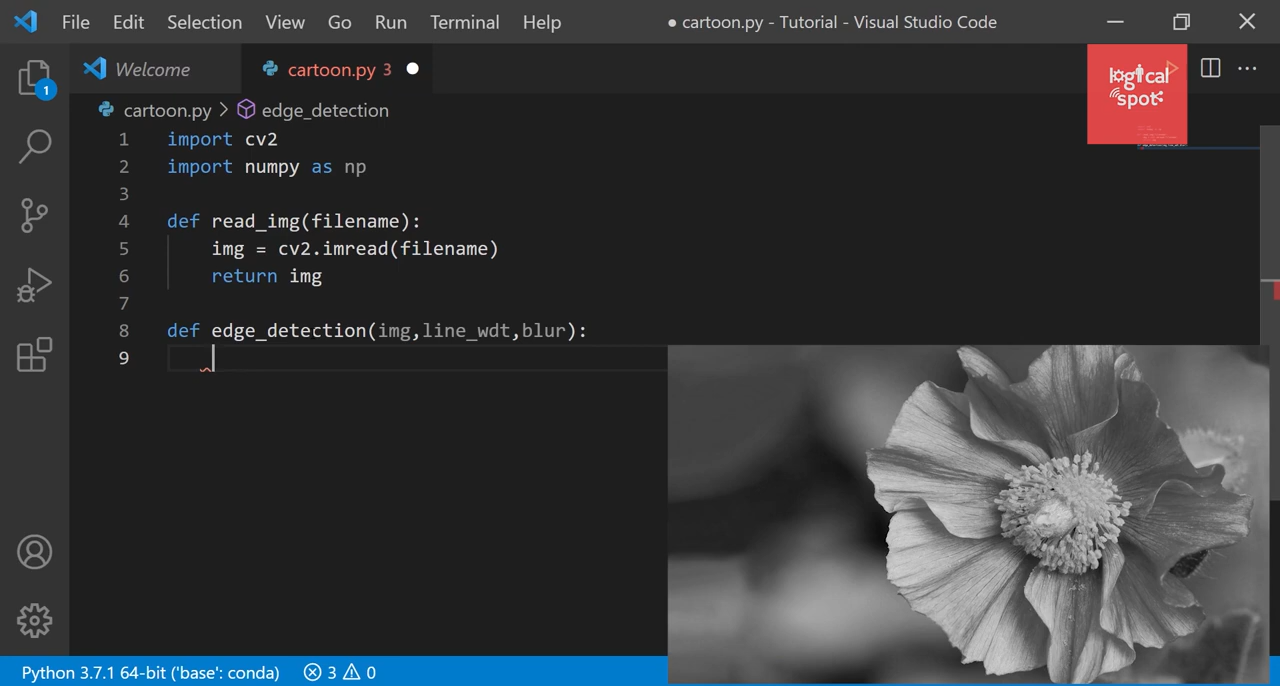 File Edit Selection View Go Run Terminal Help ● cartoon.py - Tutorial - Visual Studio Code
Welcome cartoon.py 3
logical
spot
cartoon.py > edge_detection
1 import cv2
2 import numpy as np
3
4 def read_img(filename):
5     img = cv2.imread(filename)
6     return img
7
8 def edge_detection(img,line_wdt,blur):
9
1
Python 3.7.1 64-bit ('base': conda) 3 0